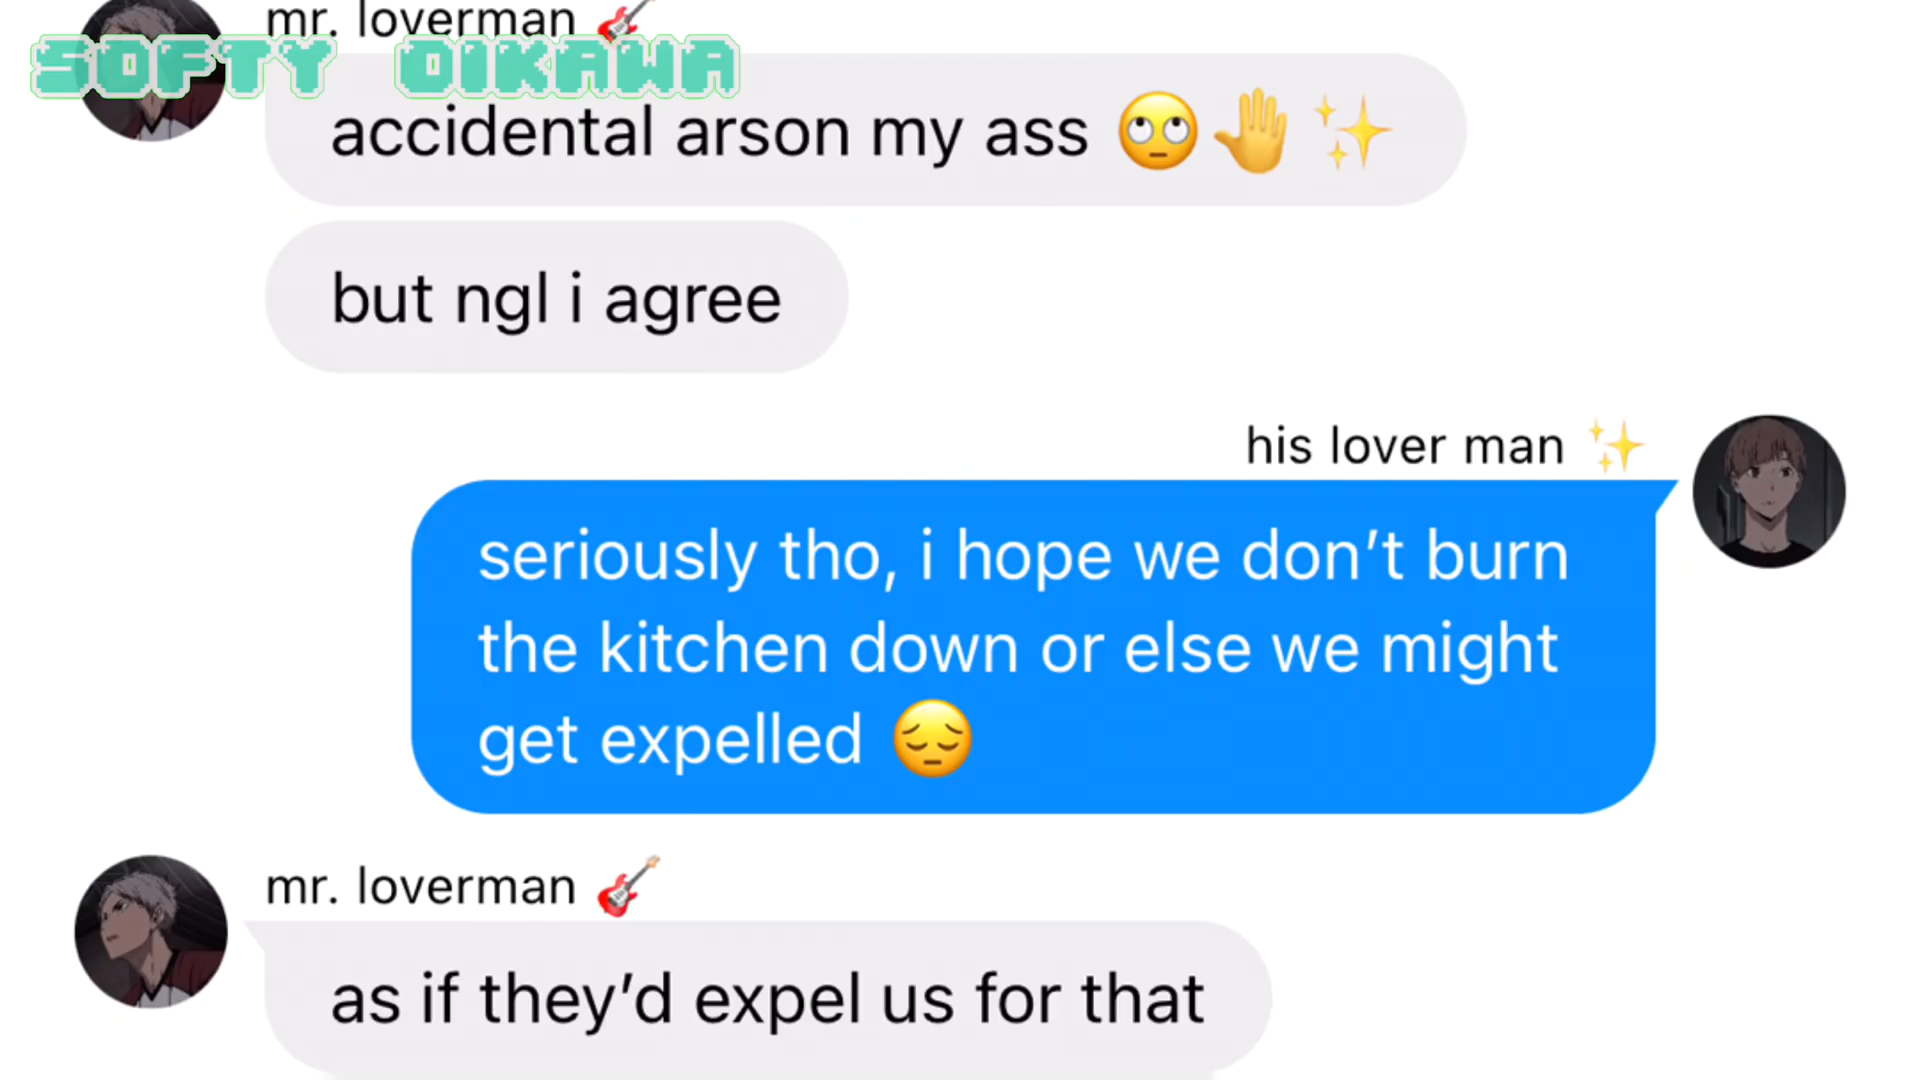 mr. loverman 🎸
SOFTY OIKAWA
accidental arson my ass 🙄🤚✨
but ngl i agree
his lover man ✨
seriously tho, i hope we don’t burn
the kitchen down or else we might
get expelled 😔
mr. loverman 🎸
as if they’d expel us for that